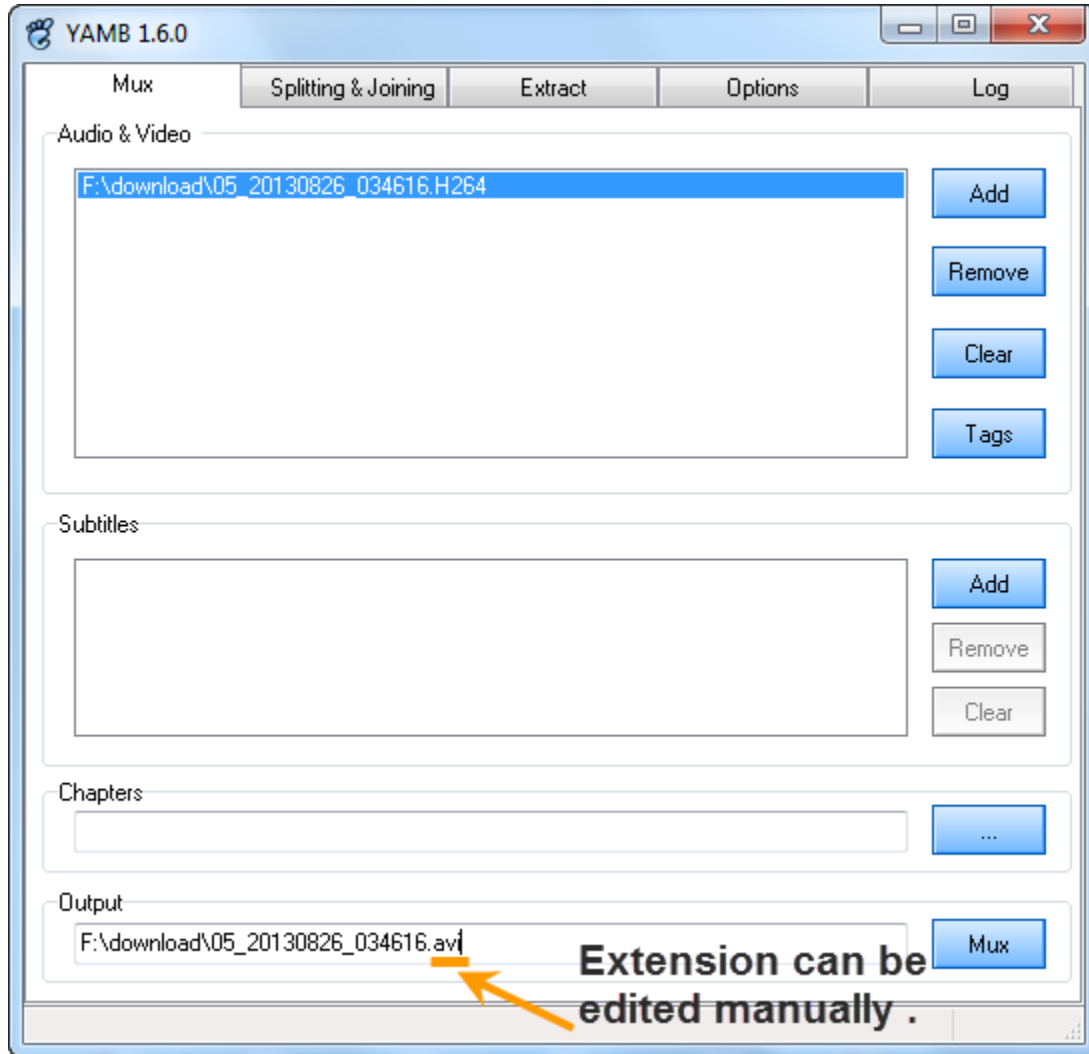 YAMB 1.6.0
Mux
Splitting & Joining
Extract
Options
Log
Audio & Video
F:\download\05_20130826_034616.H264
Add
Remove
Clear
Tags
Subtitles
Add
Remove
Clear
Chapters
...
Output
F:\download\05_20130826_034616.avi
Mux
Extension can be
edited manually .